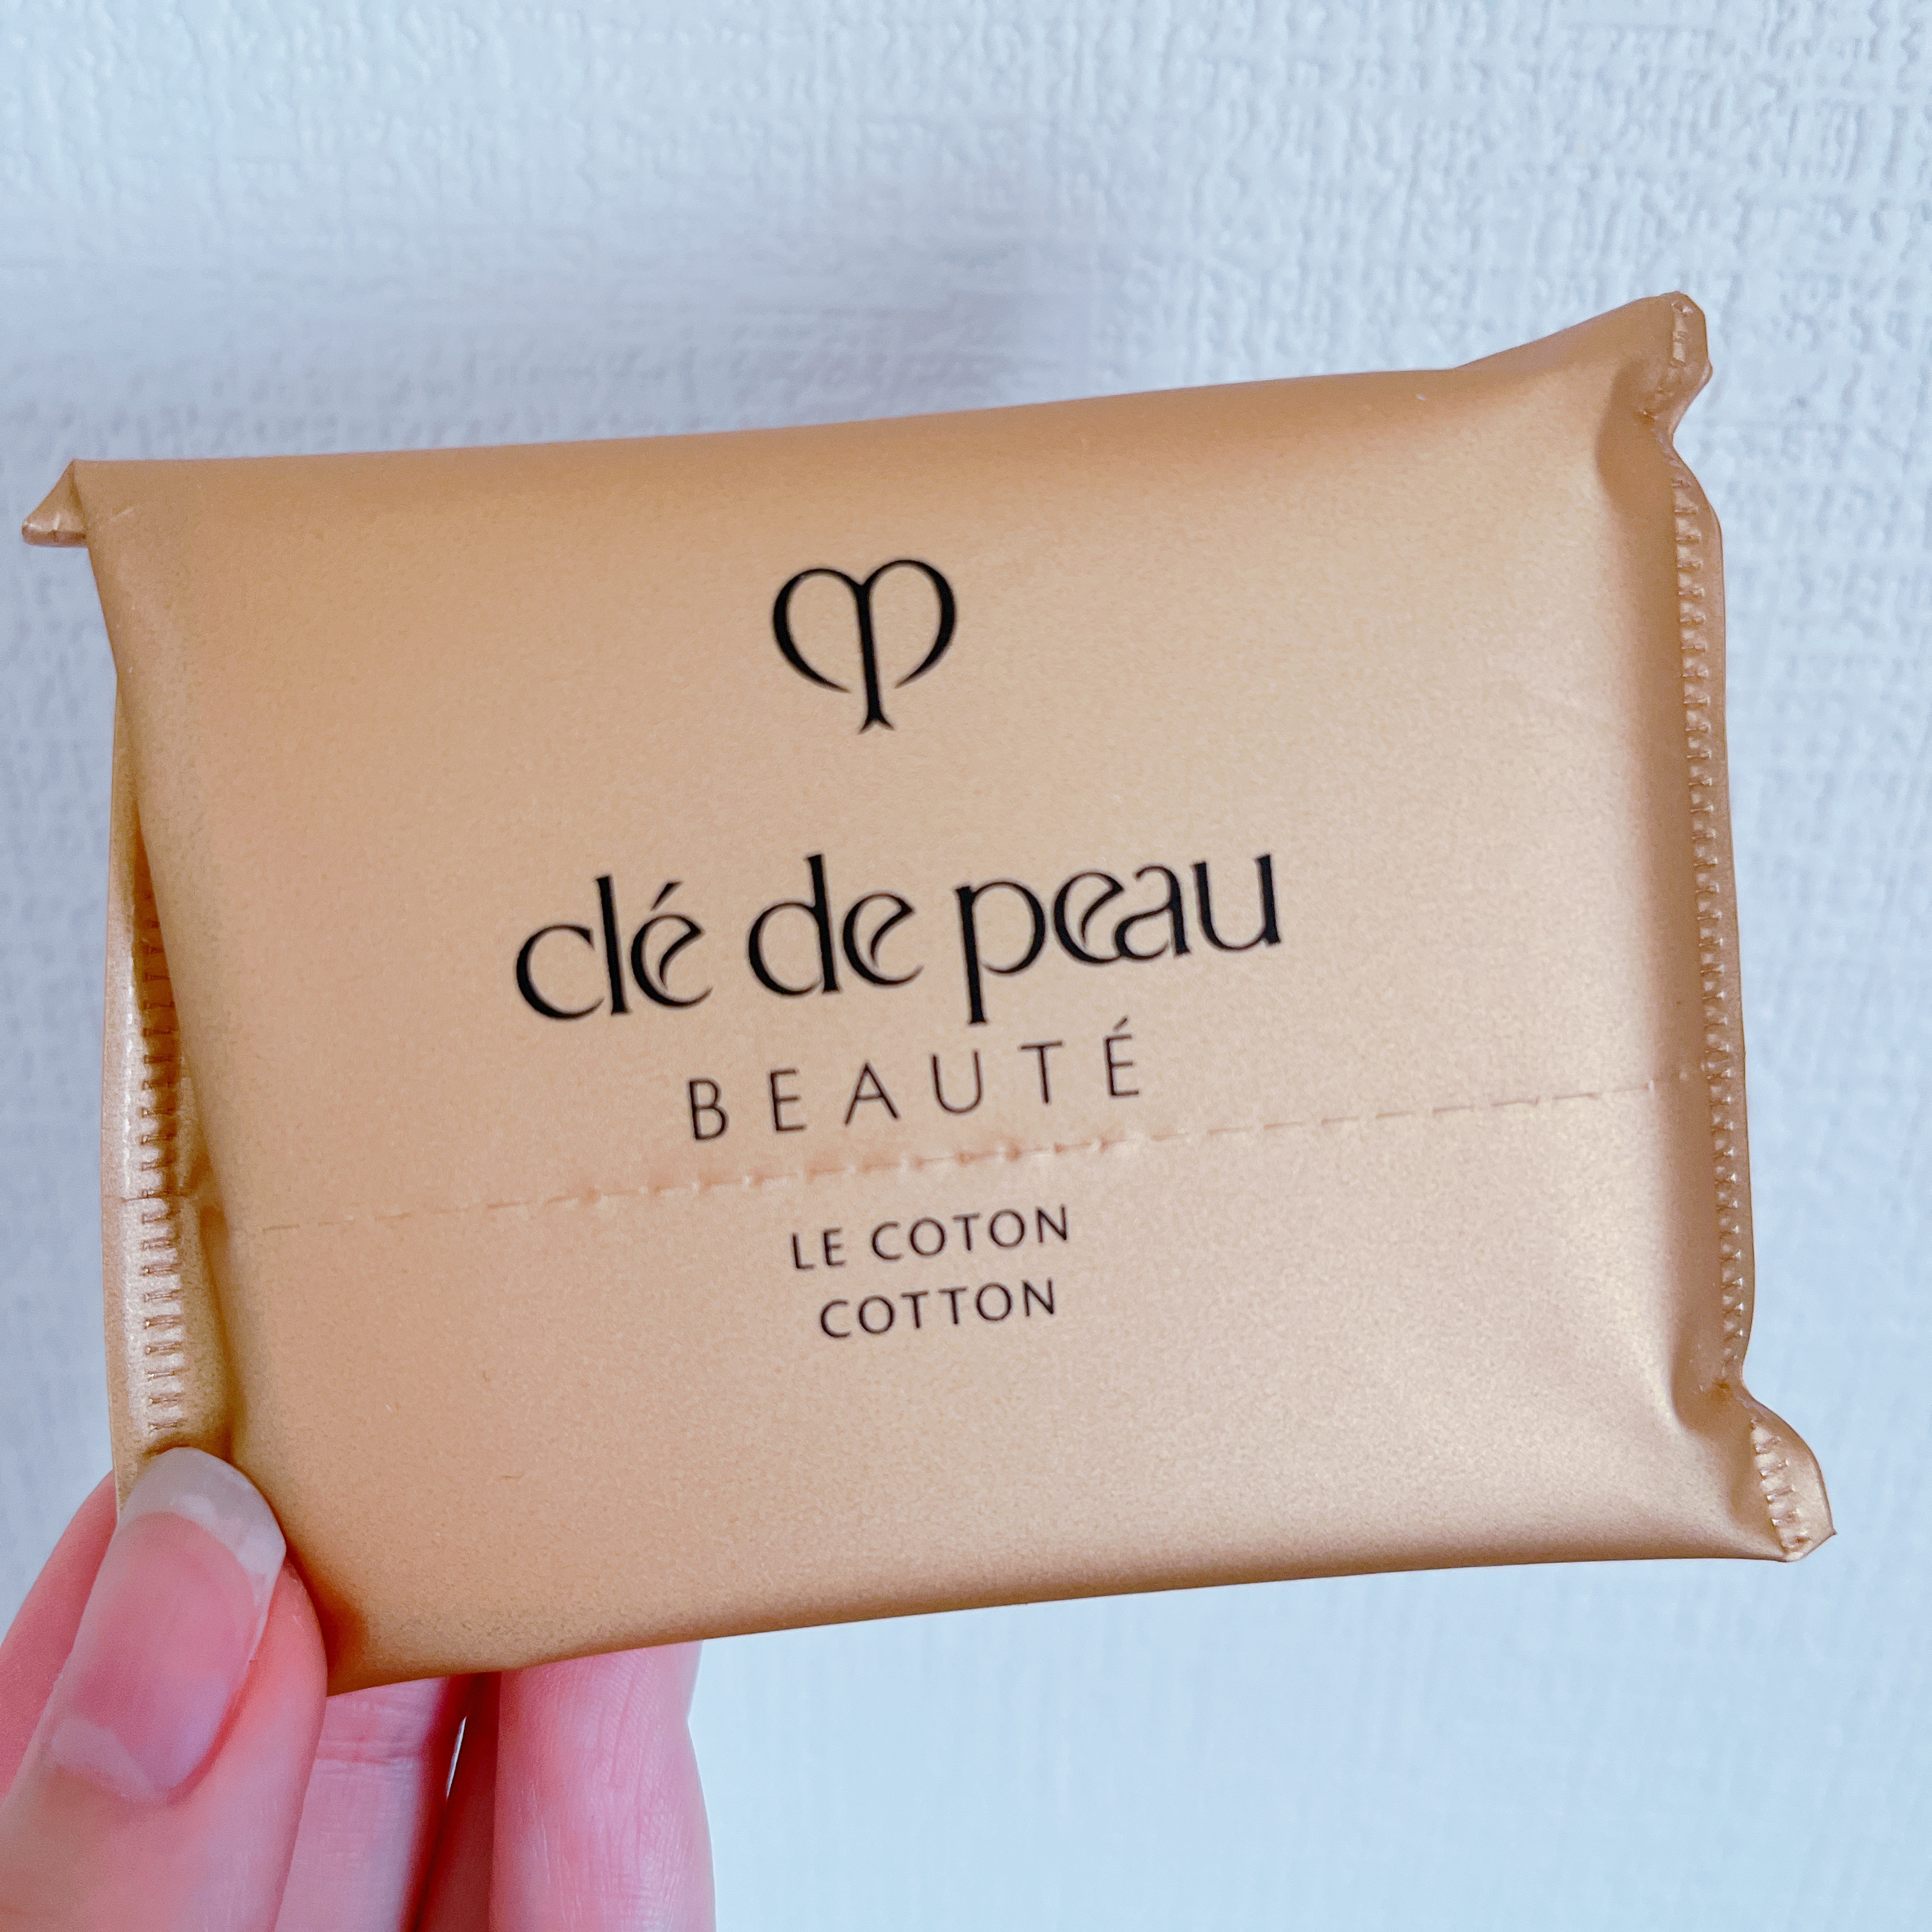 clé de peau
BEAUTÉ
LE COTON
COTTON